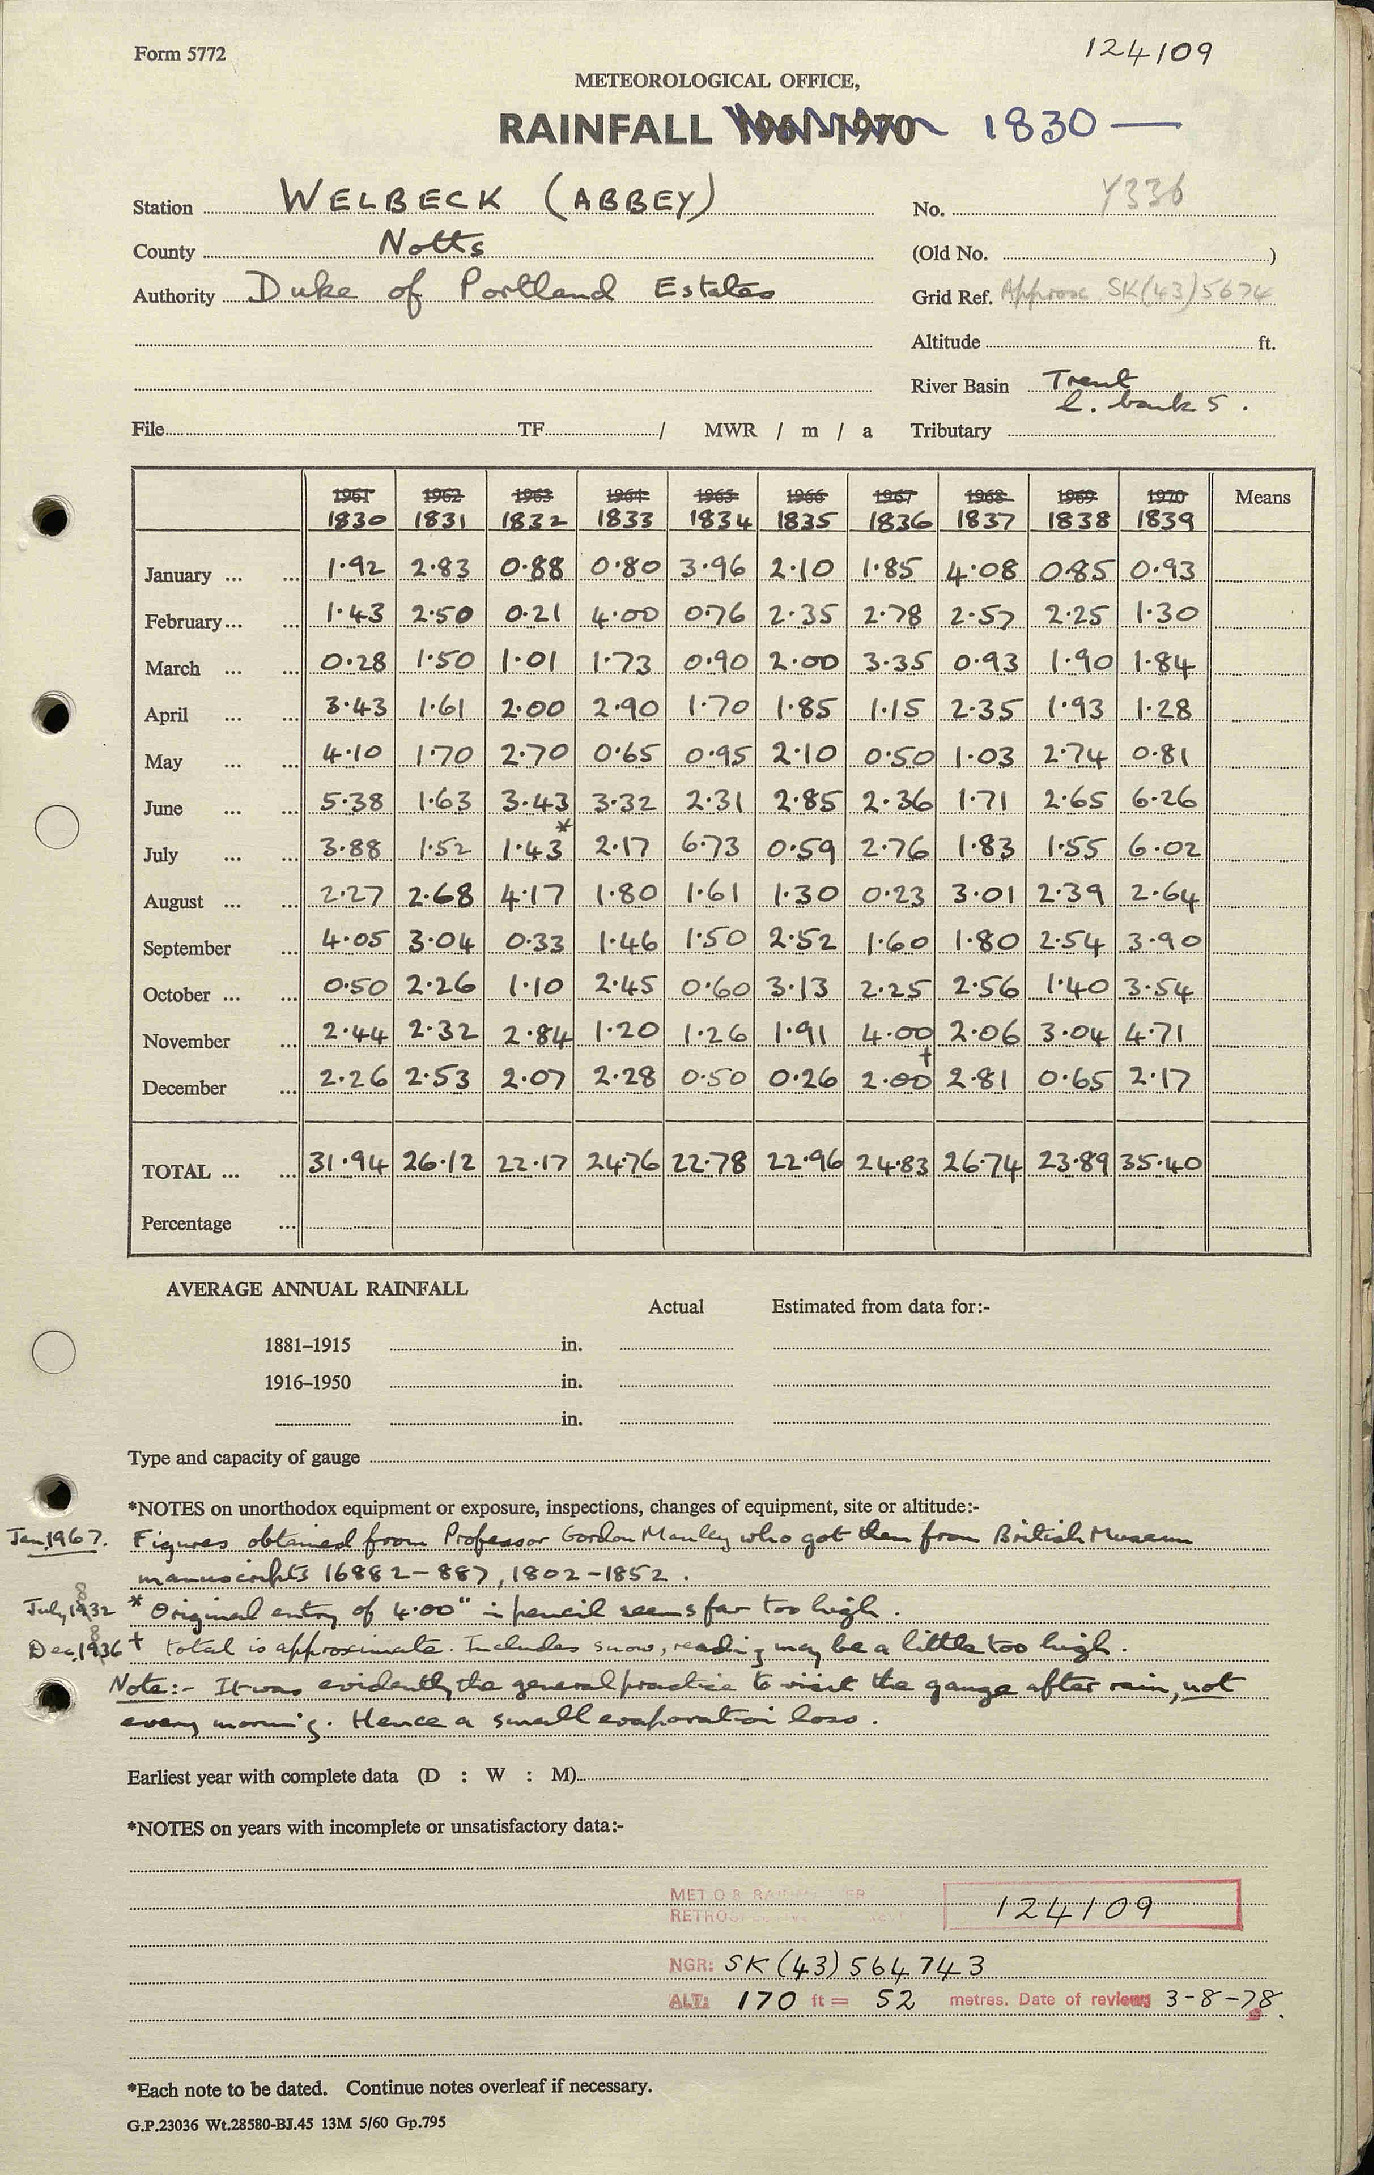 Form 5772
124109
METEOROLOGICAL OFFICE,
RAINFALL 1961-1970 1830 —
Station WELBECK (ABBEY) No. Y336
County Notts (Old No. )
Authority Duke of Portland Estates Grid Ref. Approx SK(43)5674
Altitude ft.
River Basin Trent
L. bank 5.
File TF / MWR / m / a Tributary
1961 1962 1963 1964 1965 1966 1967 1968 1969 1970 Means
1830 1831 1832 1833 1834 1835 1836 1837 1838 1839
January ... ... 1·92 2·83 0·88 0·80 3·96 2·10 1·85 4·08 0·85 0·93
February ... ... 1·43 2·50 0·21 4·00 0·76 2·35 2·78 2·57 2·25 1·30
March ... ... 0·28 1·50 1·01 1·73 0·90 2·00 3·35 0·93 1·90 1·84
April ... ... 3·43 1·61 2·00 2·90 1·70 1·85 1·15 2·35 1·93 1·28
May ... ... 4·10 1·70 2·70 0·65 0·95 2·10 0·50 1·03 2·74 0·81
June ... ... 5·38 1·63 3·43 3·32 2·31 2·85 2·36 1·71 2·65 6·26
July ... ... 3·88 1·52 1·43* 2·17 6·73 0·59 2·76 1·83 1·55 6·02
August ... ... 2·27 2·68 4·17 1·80 1·61 1·30 0·23 3·01 2·39 2·64
September ... 4·05 3·04 0·33 1·46 1·50 2·52 1·60 1·80 2·54 3·90
October ... ... 0·50 2·26 1·10 2·45 0·60 3·13 2·25 2·56 1·40 3·54
November ... 2·44 2·32 2·84 1·20 1·26 1·91 4·00 2·06 3·04 4·71
December ... 2·26 2·53 2·07 2·28 0·50 0·26 2·00† 2·81 0·65 2·17
TOTAL ... ... 31·94 26·12 22·17 24·76 22·78 22·96 24·83 26·74 23·89 35·40
Percentage ...
AVERAGE ANNUAL RAINFALL
Actual Estimated from data for:-
1881–1915 in.
1916–1950 in.
in.
Type and capacity of gauge
*NOTES on unorthodox equipment or exposure, inspections, changes of equipment, site or altitude:-
Jan, 1967. Figures obtained from Professor Gordon Manley who got them from British Museum
manuscripts 16882–887, 1802–1852.
July, 1832 * Original entry of 4·00" in pencil seems far too high.
Dec, 1836 † total is approximate. Includes snow, reading may be a little too high.
Note:- It was evidently the general practice to visit the gauge after rain, not
every morning. Hence a small evaporation loss.
Earliest year with complete data (D : W : M)
*NOTES on years with incomplete or unsatisfactory data:-
MET O 8 RAIN
124109
NGR: SK(43)564743
ALT: 170 ft = 52 metres. Date of review 3-8-78.
*Each note to be dated. Continue notes overleaf if necessary.
G.P.23036 Wt.28580-BJ.45 13M 5/60 Gp.795